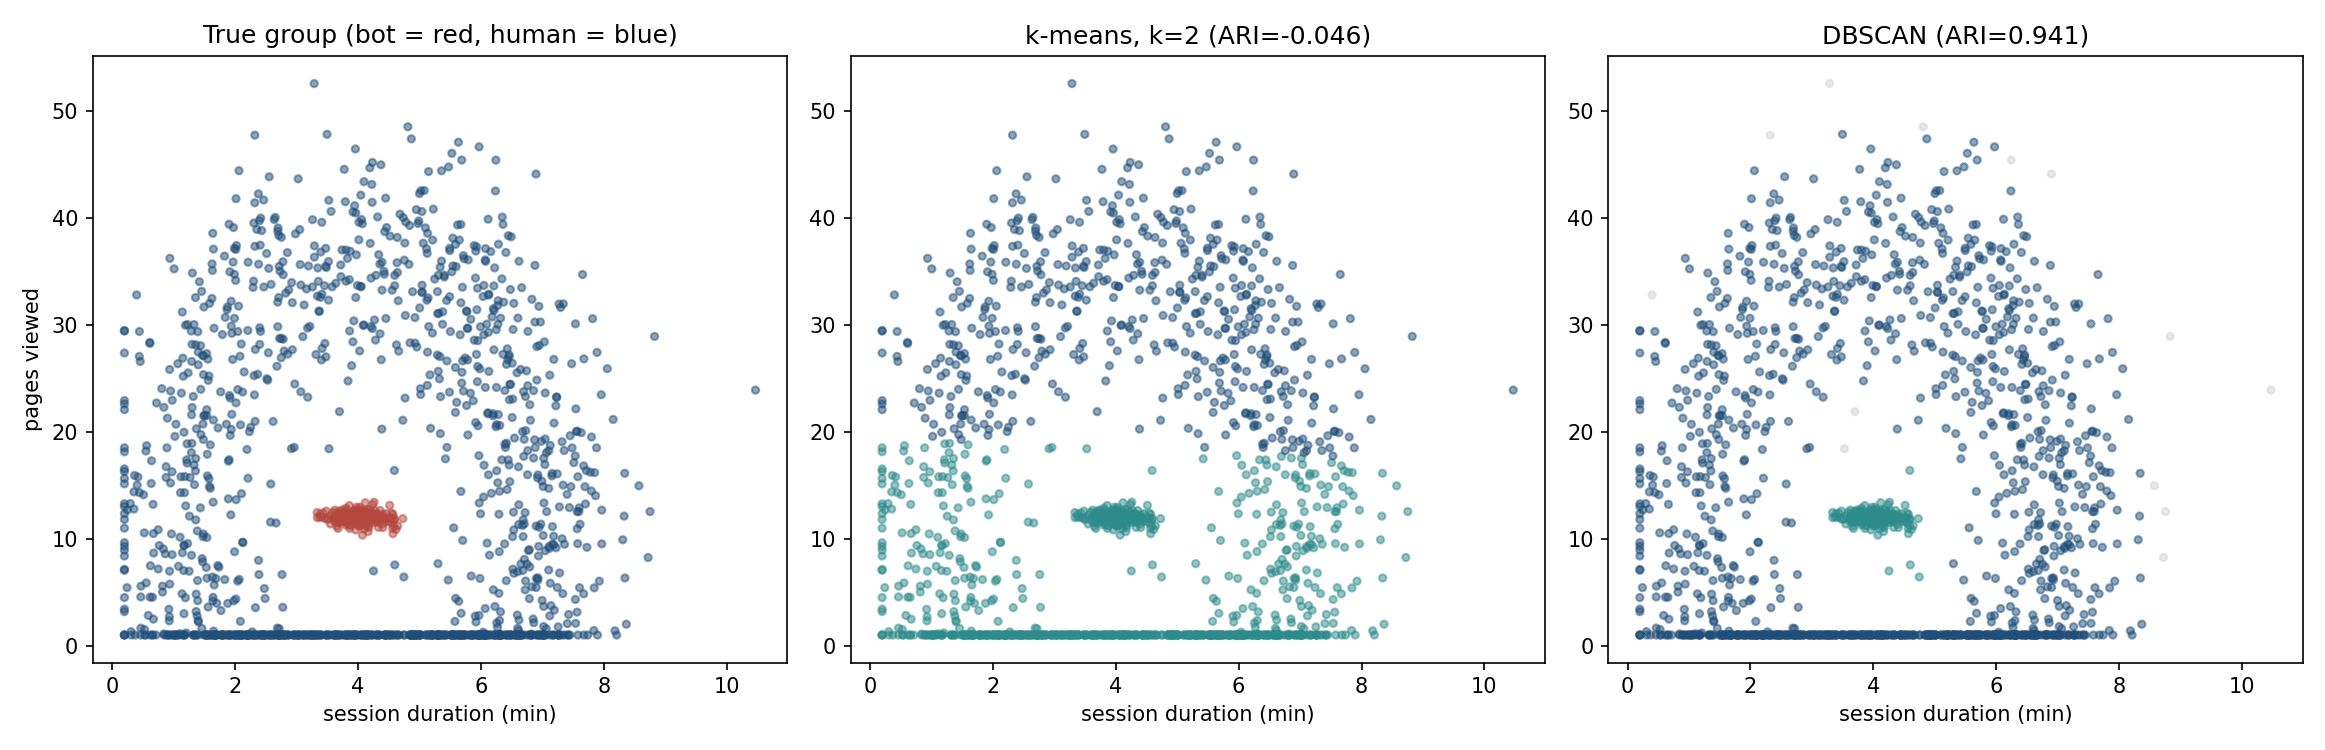 True group (bot = red, human = blue)
k-means, k=2 (ARI=-0.046)
DBSCAN (ARI=0.941)
pages viewed
50
40
30
20
10
0
0 2 4 6 8 10
session duration (min)
50
40
30
20
10
0
0 2 4 6 8 10
session duration (min)
50
40
30
20
10
0
0 2 4 6 8 10
session duration (min)